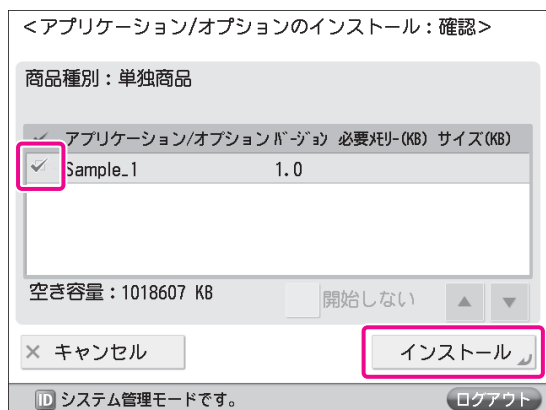 <アプリケーション/オプションのインストール：確認>
商品種別：単独商品
アプリケーション/オプション ﾊﾞｰｼﾞｮﾝ 必要ﾒﾓﾘｰ(KB) サイズ(KB)
Sample_1 1.0
空き容量：1018607 KB 開始しない ▲ ▼
× キャンセル インストール
ID システム管理モードです。 ログアウト